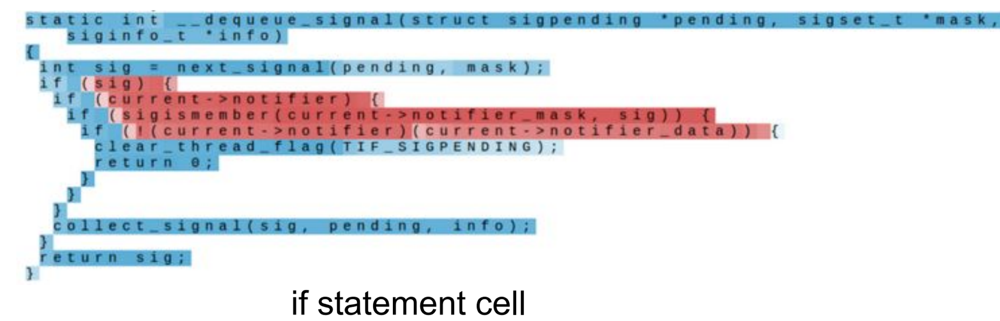 static int __dequeue_signal(struct sigpending *pending, sigset_t *mask,
      siginfo_t *info)
{
 int sig = next_signal(pending, mask);
 if (sig) {
  if (current->notifier) {
   if (sigismember(current->notifier_mask, sig)) {
    if (!(current->notifier)(current->notifier_data)) {
     clear_thread_flag(TIF_SIGPENDING);
     return 0;
    }
   }
  }
  collect_signal(sig, pending, info);
 }
 return sig;
}
if statement cell